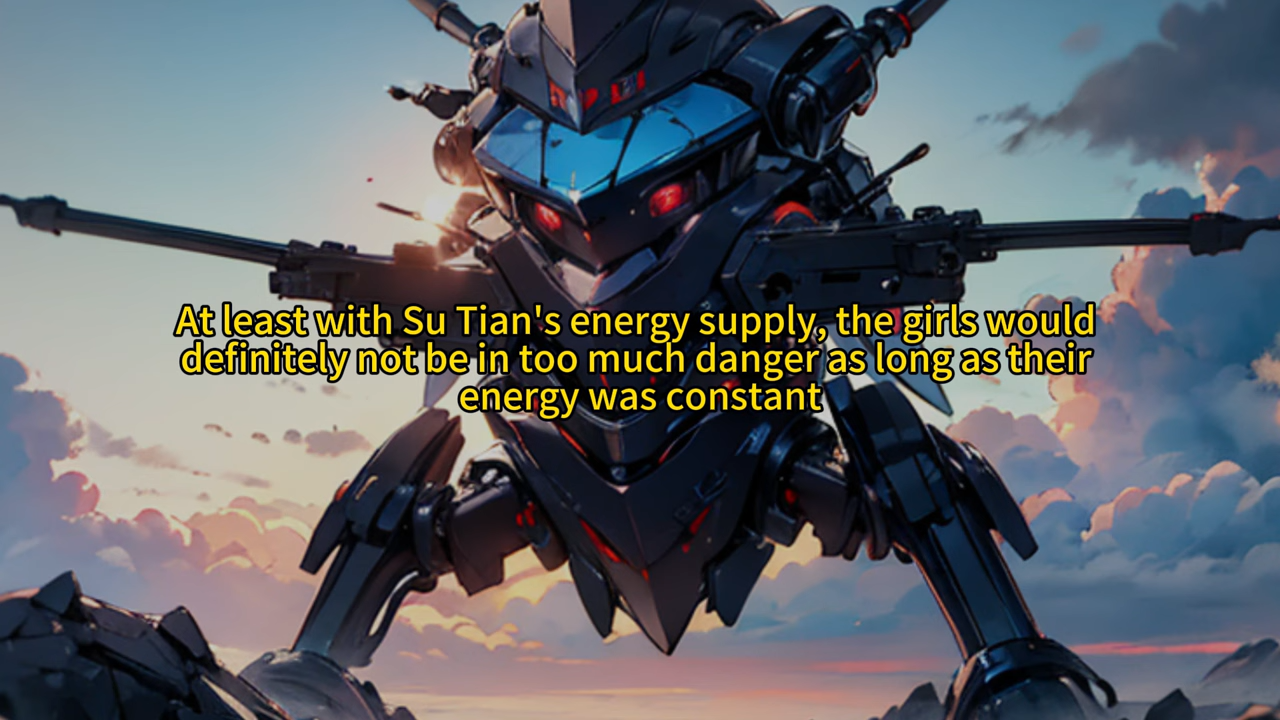 At least with Su Tian's energy supply, the girls would
definitely not be in too much danger as long as their
energy was constant